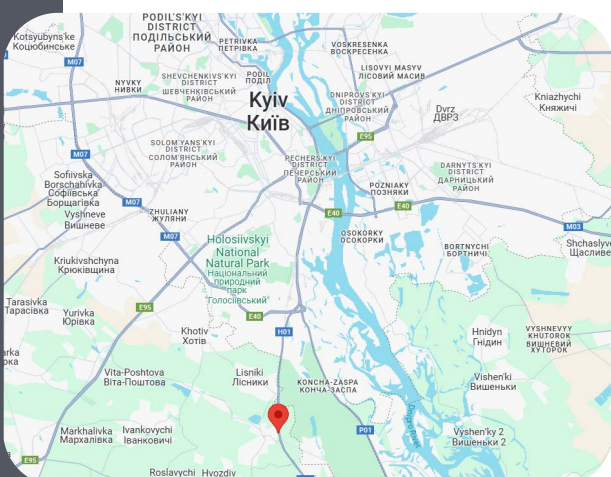 Kotsyubyns'ke
Коцюбинське
PODIL'S'KYI
DISTRICT
ПОДІЛЬСЬКИЙ
РАЙОН
PETRIVKA
ПЕТРІВКА
VOSKRESENKA
ВОСКРЕСЕНКА
M07
LISOVYI MASYV
ЛІСОВИЙ МАСИВ
NYVKY
НИВКИ
SHEVCHENKIVS'KYI
DISTRICT
ШЕВЧЕНКІВСЬКИЙ
РАЙОН
PODIL
ПОДІЛ
Kyiv
Київ
DNIPROVS'KYI
DISTRICT
ДНІПРОВСЬКИЙ
РАЙОН
Dvrz
ДВРЗ
Kniazhychi
Княжичі
E95
M07
SOLOM'YANS'KYI
DISTRICT
СОЛОМ'ЯНСЬКИЙ
РАЙОН
PECHERS'KYI
DISTRICT
ПЕЧЕРСЬКИЙ
РАЙОН
DARNYTS'KYI
DISTRICT
ДАРНИЦЬКИЙ
РАЙОН
Sofiivska
Borschahivka
Софіївська
Борщагівка
POZNIAKY
ПОЗНЯКИ
M07
E40
E40
Vyshneve
Вишневе
ZHULIANY
ЖУЛЯНИ
M07
M03
OSOKORKY
ОСОКОРКИ
Holosiivskyi
National
Natural Park
Національний
природний
парк
"Голосіївський"
BORTNYCHI
БОРТНИЧІ
Shchaslyve
Щасливе
Kriukivshchyna
Крюківщина
Tarasivka
Тарасівка
Yurivka
Юрівка
E95
E40
H01
Khotiv
Хотів
Hnidyn
Гнідин
VYSHNEVYY
KHUTOROK
ВИШНЕВИЙ
ХУТОРОК
Vita-Poshtova
Віта-Поштова
Lisniki
Лісники
KONCHA-ZASPA
КОНЧА-ЗАСПА
Vishen'ki
Вишеньки
Markhalivka
Мархалівка
Ivankovychi
Іванковичі
P01
Vyshen'ky 2
Вишеньки 2
E95
Roslavychi
Hvozdiv